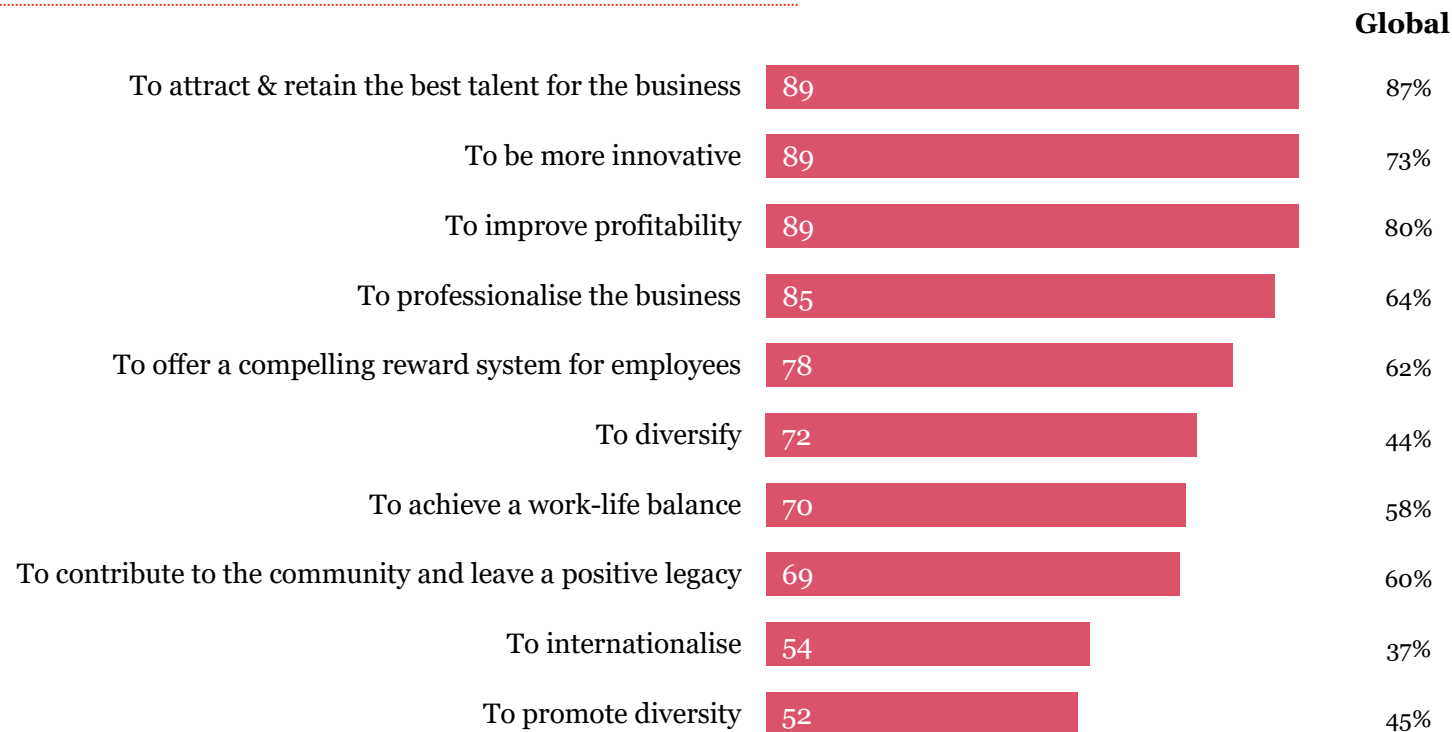 Global
To attract & retain the best talent for the business 89 87%
To be more innovative 89 73%
To improve profitability 89 80%
To professionalise the business 85 64%
To offer a compelling reward system for employees 78 62%
To diversify 72 44%
To achieve a work-life balance 70 58%
To contribute to the community and leave a positive legacy 69 60%
To internationalise 54 37%
To promote diversity 52 45%